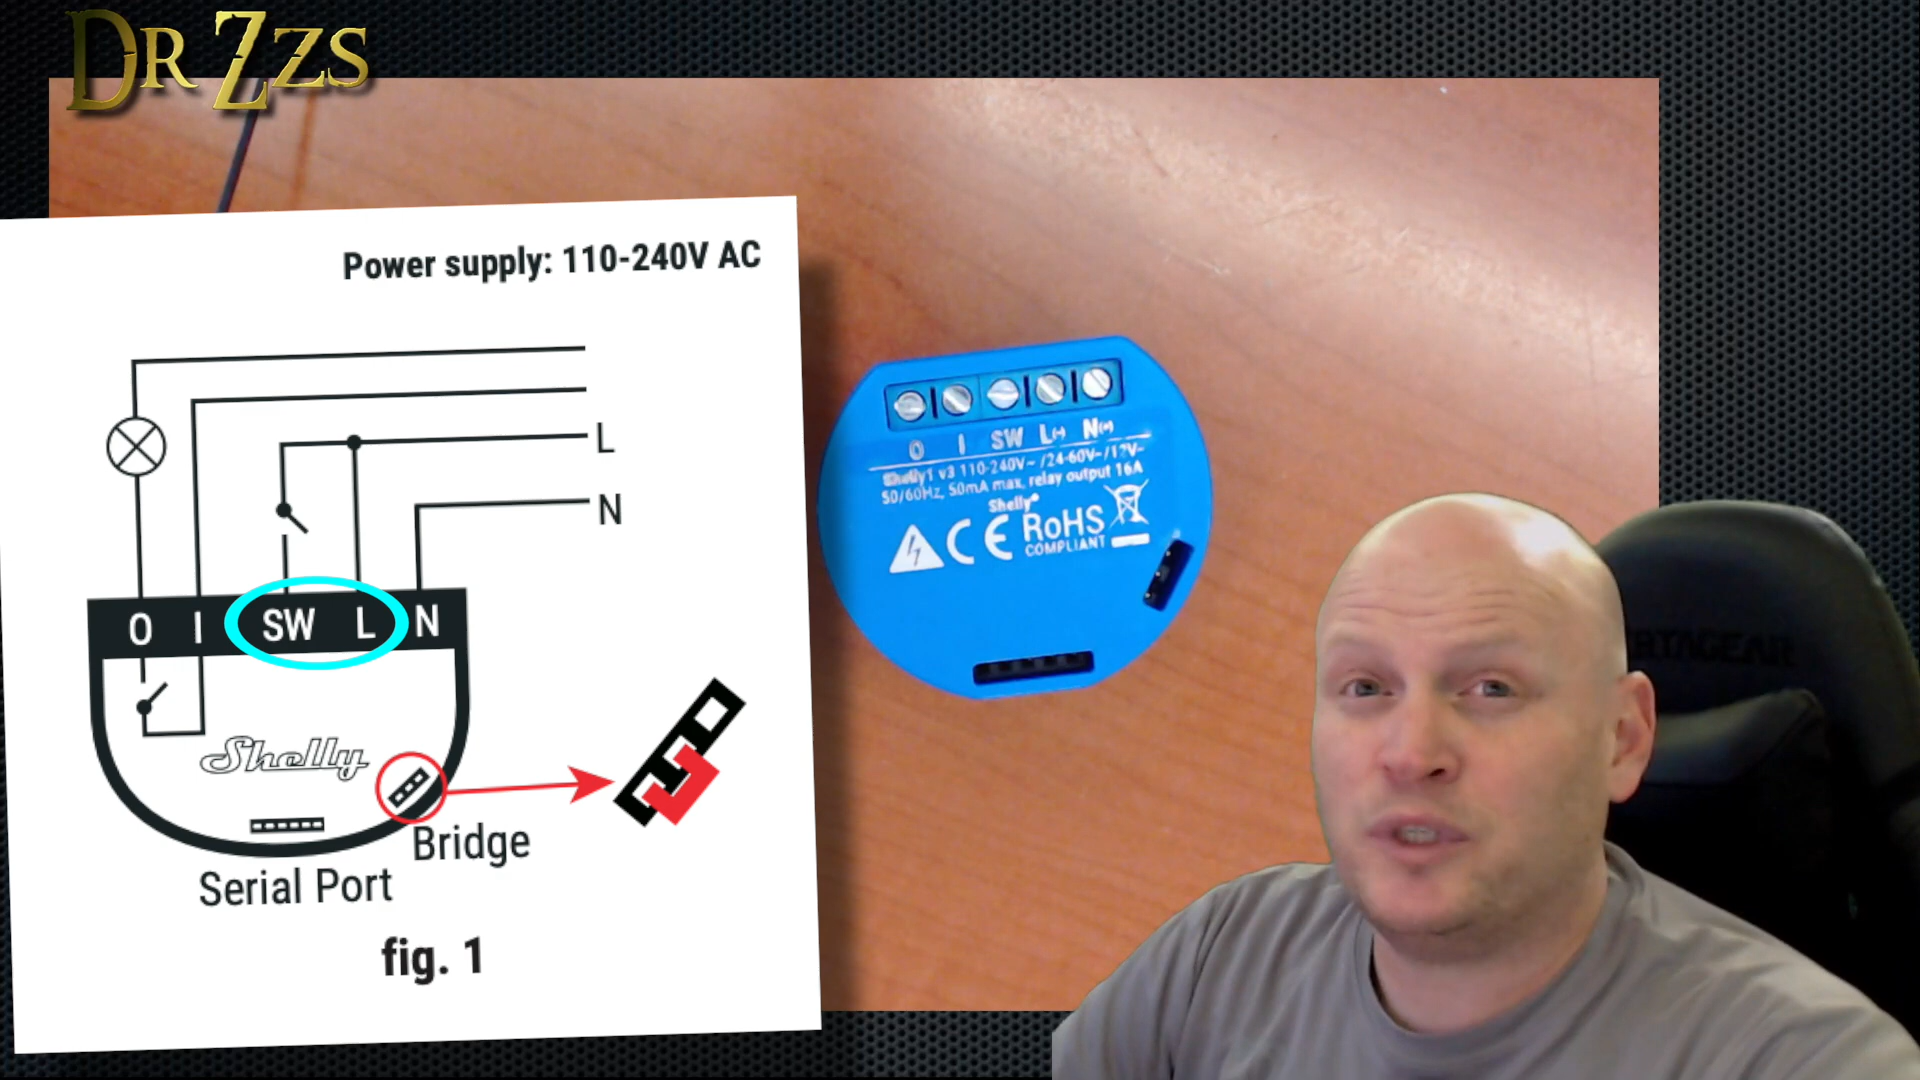 DR ZZS
Power supply: 110-240V AC
L
N
O I SW L N
Shelly
Bridge
Serial Port
fig. 1
O I SW L(-) N(+)
Shelly1 v3 110-240V~ /24-60V⎓/12V⎓
50/60Hz, 50mA max, relay output 16A
Shelly®
CE RoHS
COMPLIANT